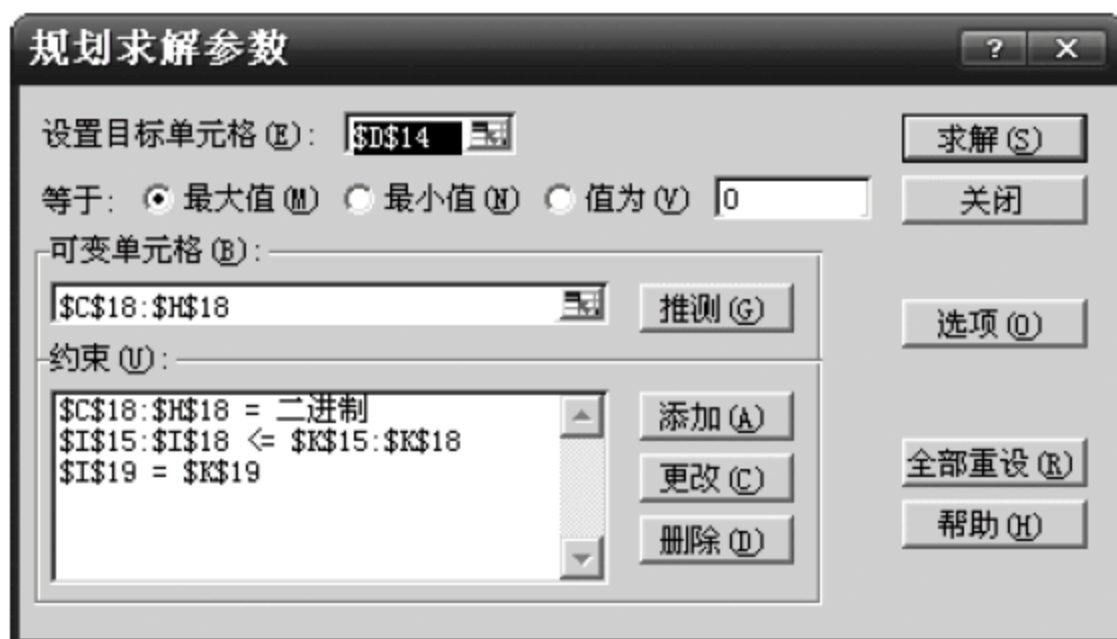 规划求解参数
设置目标单元格(E): $D$14 求解(S)
等于: 最大值(M) 最小值(N) 值为(V) 0 关闭
可变单元格(B):
$C$18:$H$18 推测(G) 选项(O)
约束(U):
$C$18:$H$18 = 二进制 添加(A)
$I$15:$I$18 <= $K$15:$K$18
$I$19 = $K$19 更改(C) 全部重设(R)
删除(D) 帮助(H)